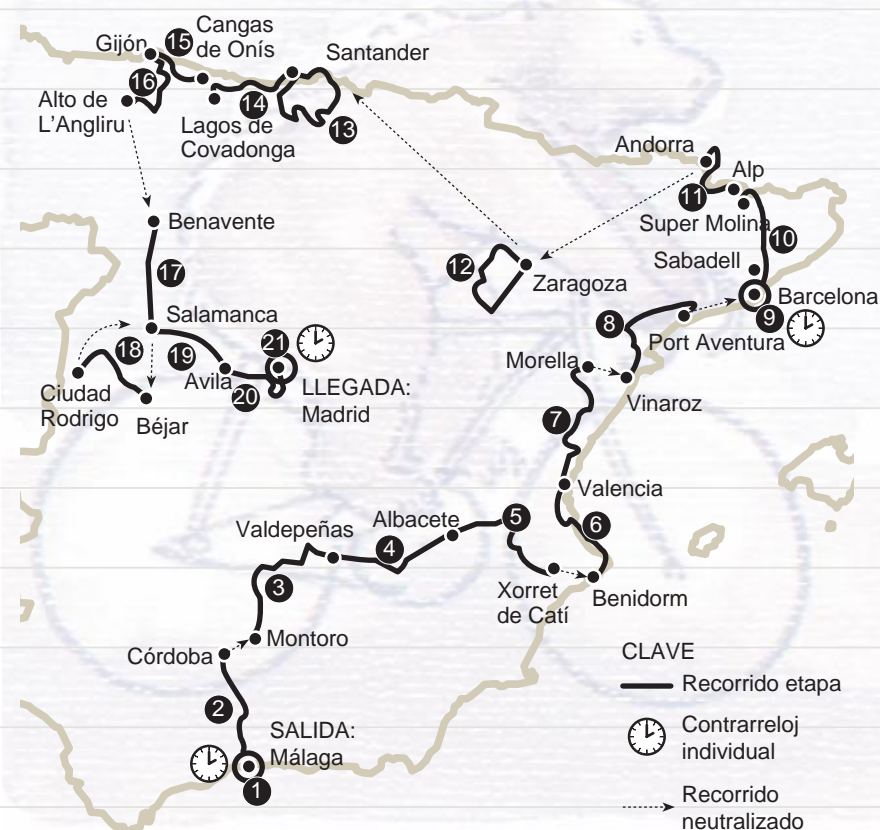 Cangas
de Onís
Gijón
15
Santander
16
Alto de
L'Angliru
14
Lagos de
Covadonga
13
Andorra
Alp
11
Super Molina
10
Benavente
12
Zaragoza
Sabadell
17
Barcelona
9
Salamanca
8
Port Aventura
18
19
21
Morella
Ciudad
Rodrigo
Avila
20
LLEGADA:
Madrid
Béjar
Vinaroz
7
Valencia
Valdepeñas
Albacete
5
6
4
3
Xorret
de Catí
Benidorm
Córdoba
Montoro
2
SALIDA:
Málaga
1
CLAVE
Recorrido etapa
Contrarreloj
individual
Recorrido
neutralizado